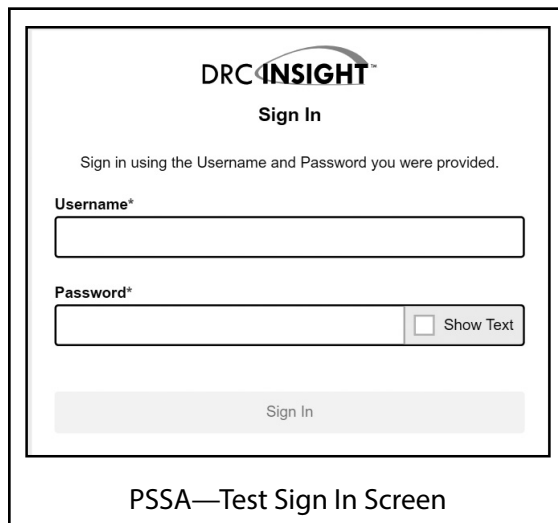 DRC INSIGHT™
Sign In
Sign in using the Username and Password you were provided.
Username*
Password*
Show Text
Sign In
PSSA—Test Sign In Screen